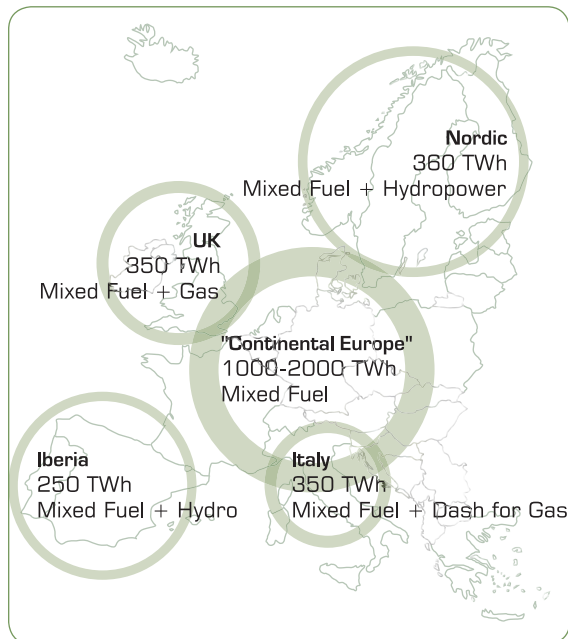 Nordic
360 TWh
Mixed Fuel + Hydropower
UK
350 TWh
Mixed Fuel + Gas
"Continental Europe"
1000-2000 TWh
Mixed Fuel
Iberia
250 TWh
Mixed Fuel + Hydro
Italy
350 TWh
Mixed Fuel + Dash for Gas